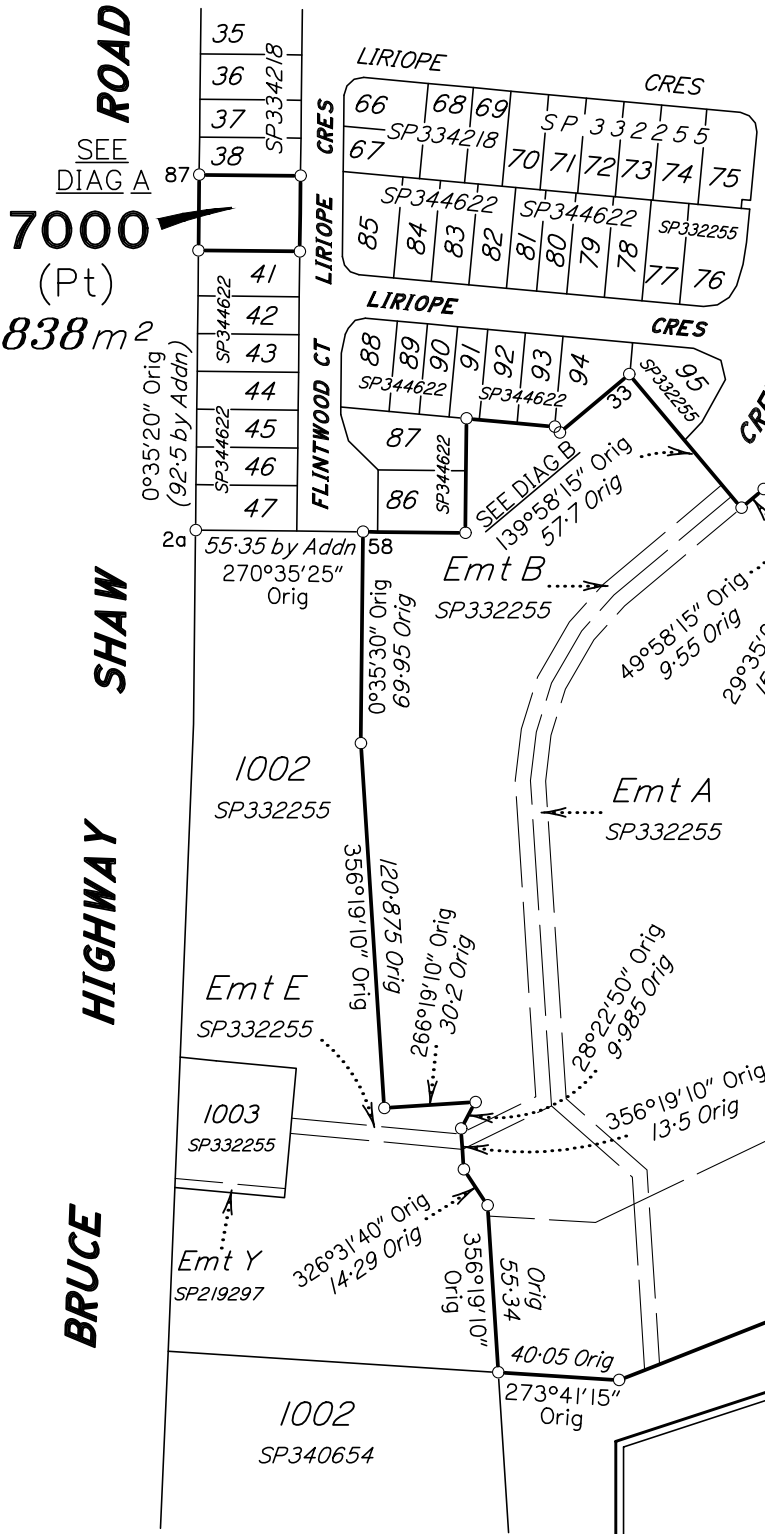 ROAD
35
36
37
38
SP334218
SEE
DIAG A
87
7000
(Pt)
838 m²
LIRIOPE CRES
LIRIOPE CRES
66
67
68
69
SP334218
SP 332255
70
71
72
73
74
75
SP344622
SP344622
SP332255
85
84
83
82
81
80
79
78
77
76
LIRIOPE CRES
41
42
43
44
45
46
47
SP344622
SP344622
0°35'20" Orig
(92·5 by Addn)
FLINTWOOD CT
88
89
90
91
92
93
94
SP344622
SP344622
95
SP332255
33
87
86
SP344622
SEE DIAG B
139°58'15" Orig
57·7 Orig
2a
55·35 by Addn
58
270°35'25"
Orig
Emt B
SP332255
49°58'15" Orig
9·55 Orig
0°35'30" Orig
69·95 Orig
SHAW
1002
SP332255
Emt A
SP332255
HIGHWAY
356°19'10" Orig
120·875 Orig
266°19'10" Orig
30·2 Orig
Emt E
SP332255
28°22'50" Orig
9·985 Orig
356°19'10" Orig
13·5 Orig
1003
SP332255
Emt Y
SP219297
326°31'40" Orig
14·29 Orig
BRUCE
356°19'10"
Orig
55·34
Orig
40·05 Orig
273°41'15"
Orig
1002
SP340654